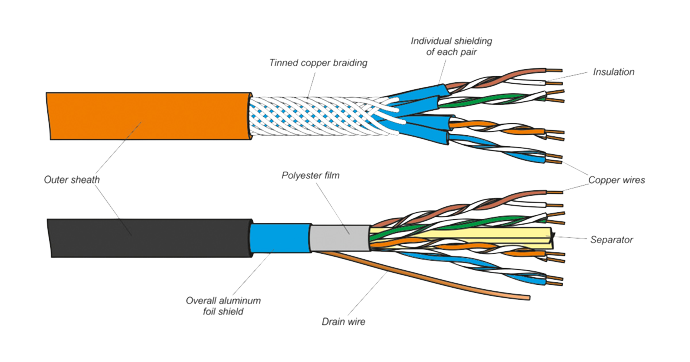 Individual shielding
of each pair
Tinned copper braiding
Insulation
Outer sheath
Polyester film
Copper wires
Separator
Overall aluminum
foil shield
Drain wire